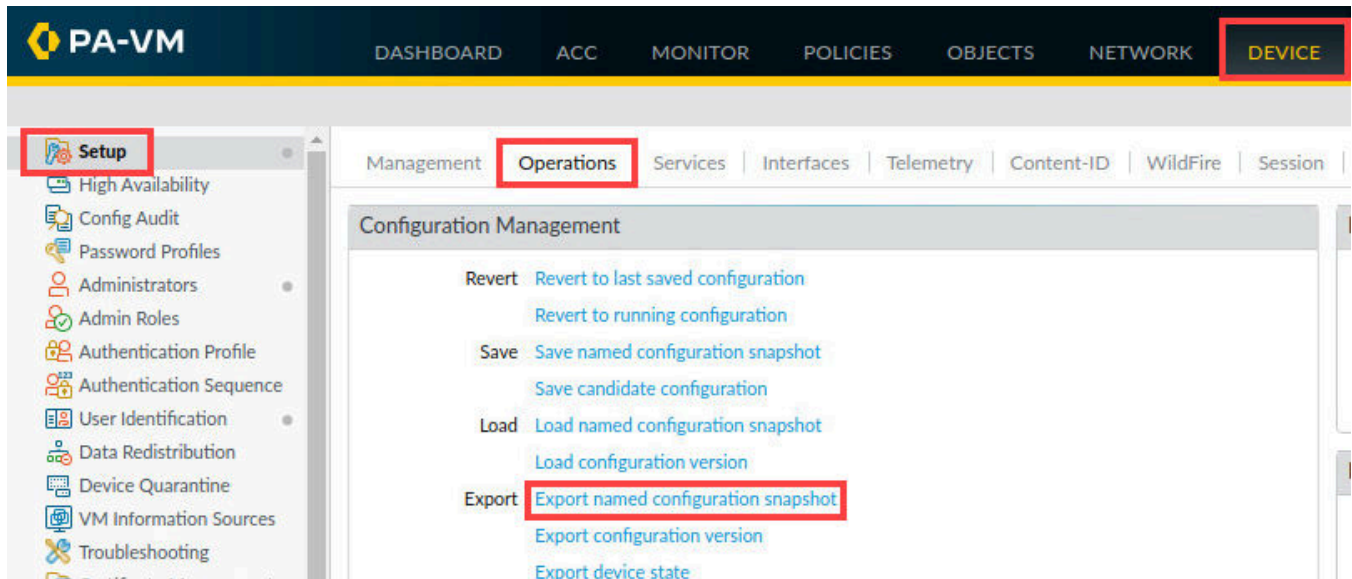 PA-VM
DASHBOARD ACC MONITOR POLICIES OBJECTS NETWORK DEVICE
Setup
High Availability
Config Audit
Password Profiles
Administrators
Admin Roles
Authentication Profile
Authentication Sequence
User Identification
Data Redistribution
Device Quarantine
VM Information Sources
Troubleshooting
Management Operations Services Interfaces Telemetry Content-ID WildFire Session
Configuration Management
Revert Revert to last saved configuration
Revert to running configuration
Save Save named configuration snapshot
Save candidate configuration
Load Load named configuration snapshot
Load configuration version
Export Export named configuration snapshot
Export configuration version
Export device state